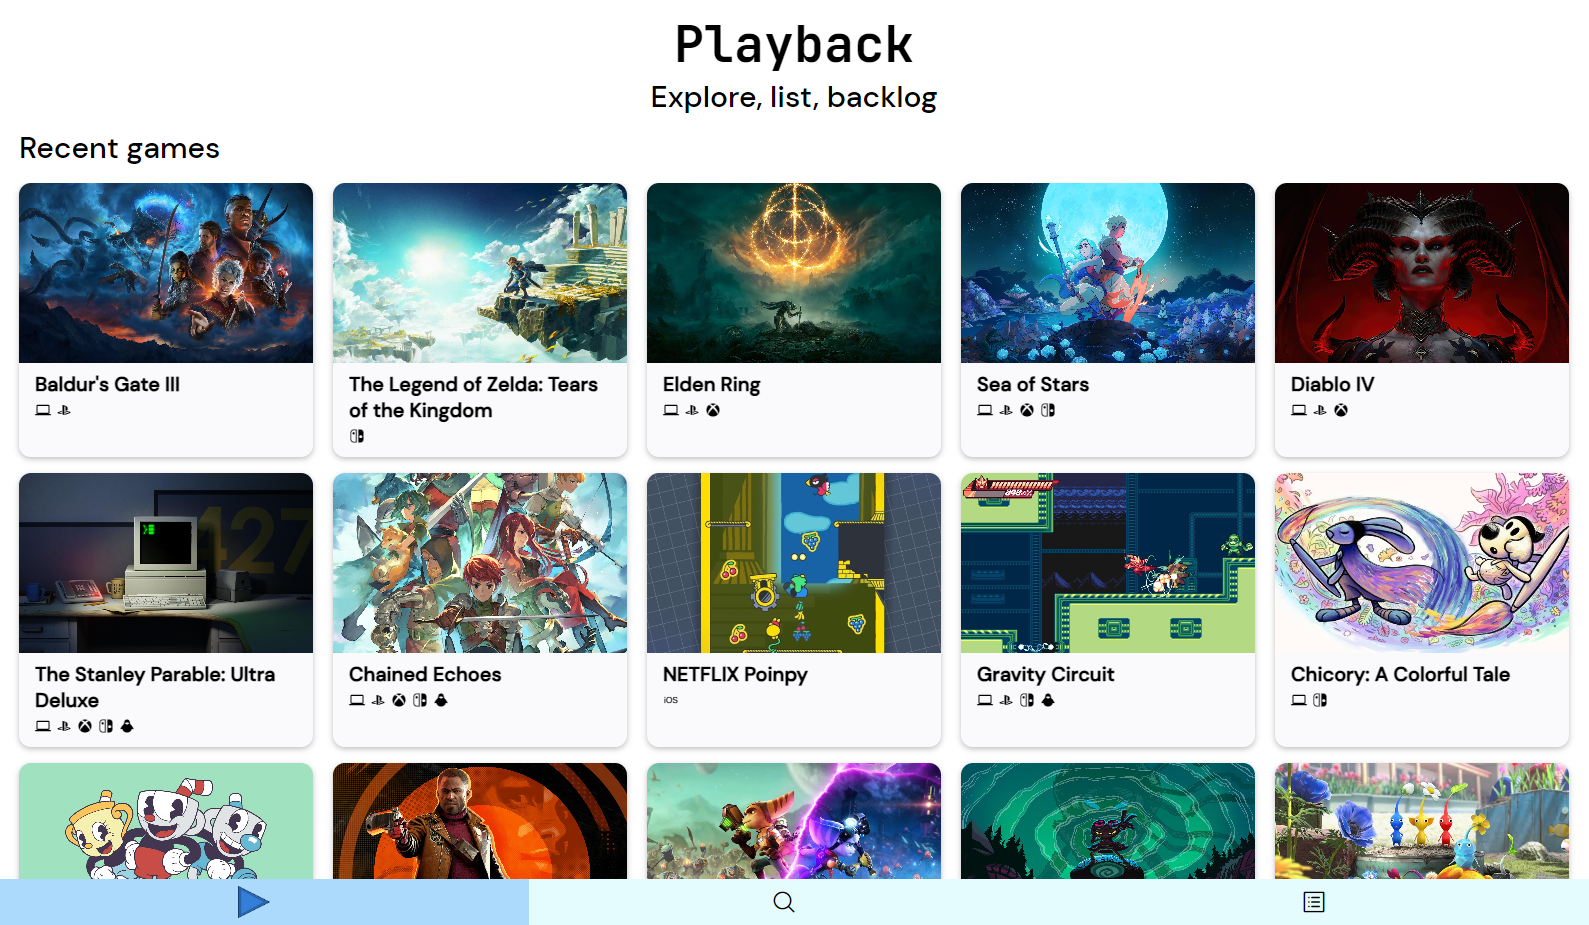 Playback
Explore, list, backlog
Recent games
Baldur's Gate III
The Legend of Zelda: Tears
of the Kingdom
Elden Ring
Sea of Stars
Diablo IV
427
The Stanley Parable: Ultra
Deluxe
Chained Echoes
NETFLIX Poinpy
iOS
Gravity Circuit
Chicory: A Colorful Tale